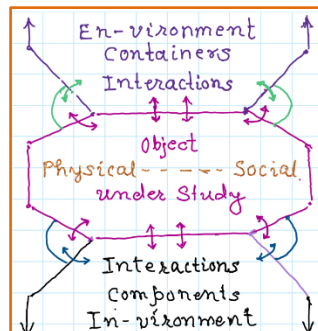 En-vironment
Containers
Interactions
Object
Physical ------ Social
under Study
Interactions
Components
In-vironment